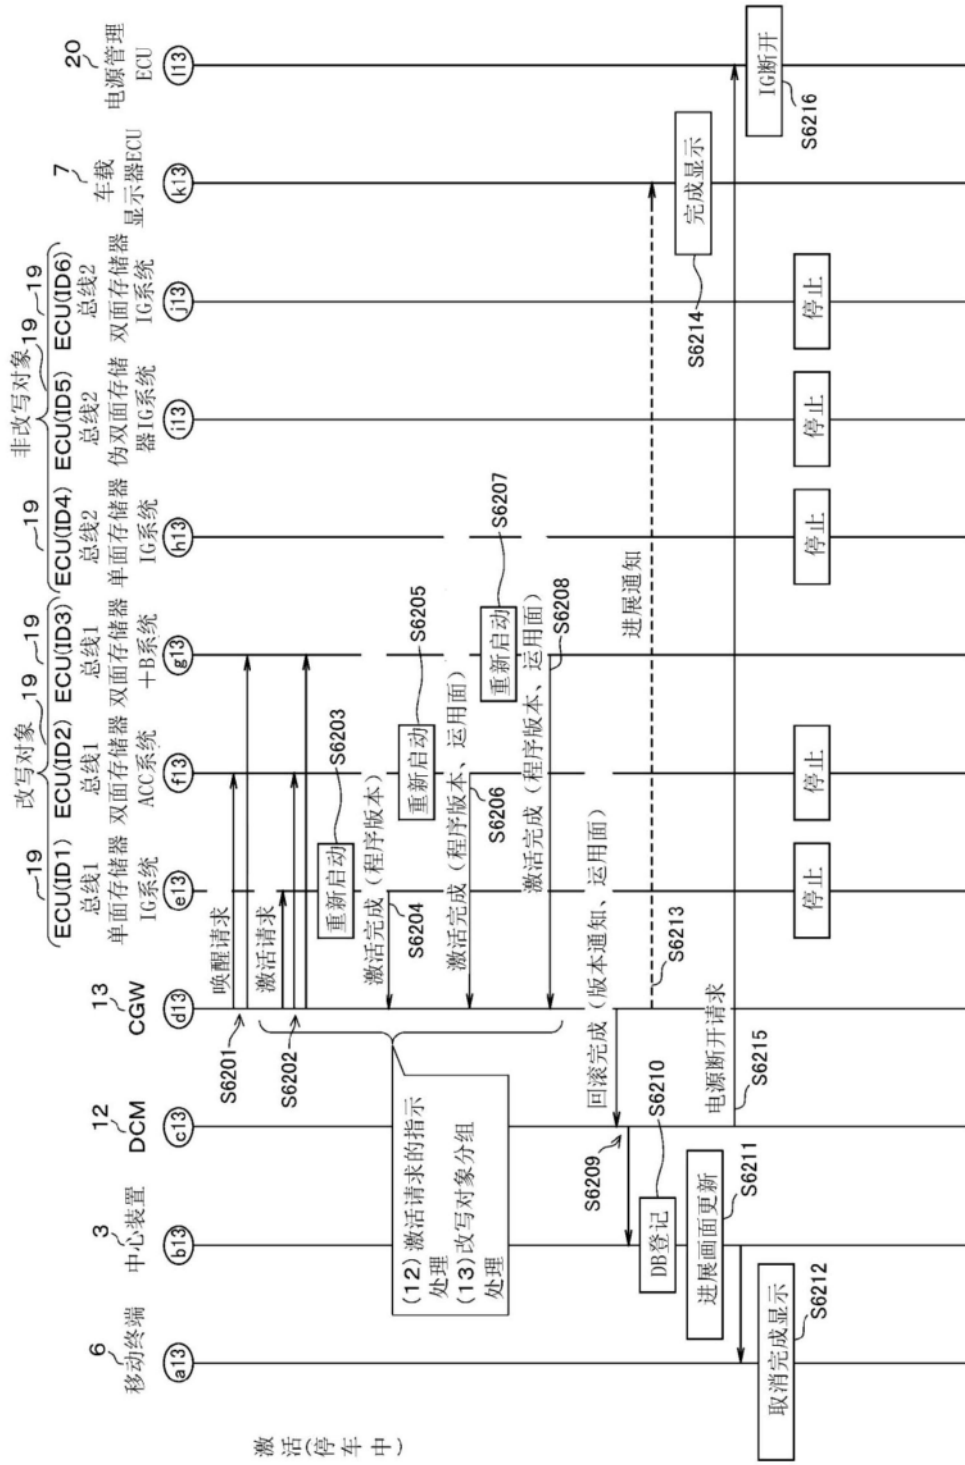 激活(停车中)
6
移动终端
a13
3
中心装置
b13
12
DCM
c13
13
CGW
d13
改写对象
19
ECU(ID1)
总线1
单面存储器
IG系统
e13
19
ECU(ID2)
总线1
双面存储器
ACC系统
f13
19
ECU(ID3)
总线1
双面存储器
+B系统
g13
非改写对象
19
ECU(ID4)
总线2
单面存储器
IG系统
h13
19
ECU(ID5)
总线2
伪双面存储
器IG系统
i13
19
ECU(ID6)
总线2
双面存储器
IG系统
j13
7
车载
显示器ECU
k13
20
电源管理
ECU
l13
唤醒请求
S6201
激活请求
S6202
重新启动
S6203
激活完成(程序版本)
S6204
重新启动
S6205
激活完成(程序版本、运用面)
S6206
重新启动
S6207
激活完成(程序版本、运用面)
S6208
(12)激活请求的指示
处理
(13)改写对象分组
处理
回滚完成(版本通知、运用面)
S6209
DB登记
S6210
进展画面更新
S6211
取消完成显示
S6212
进展通知
S6213
完成显示
S6214
电源断开请求
S6215
IG断开
S6216
停止
停止
停止
停止
停止